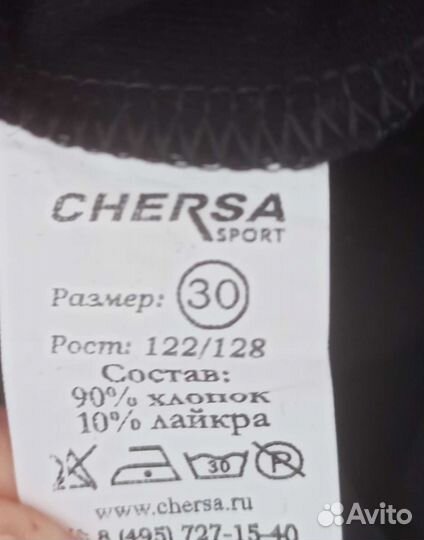 CHERSA
SPORT
Размер: 30
Рост: 122/128
Состав:
90% хлопок
10% лайкра
30 P
www.chersa.ru
8 (495) 727-15-40
Avito